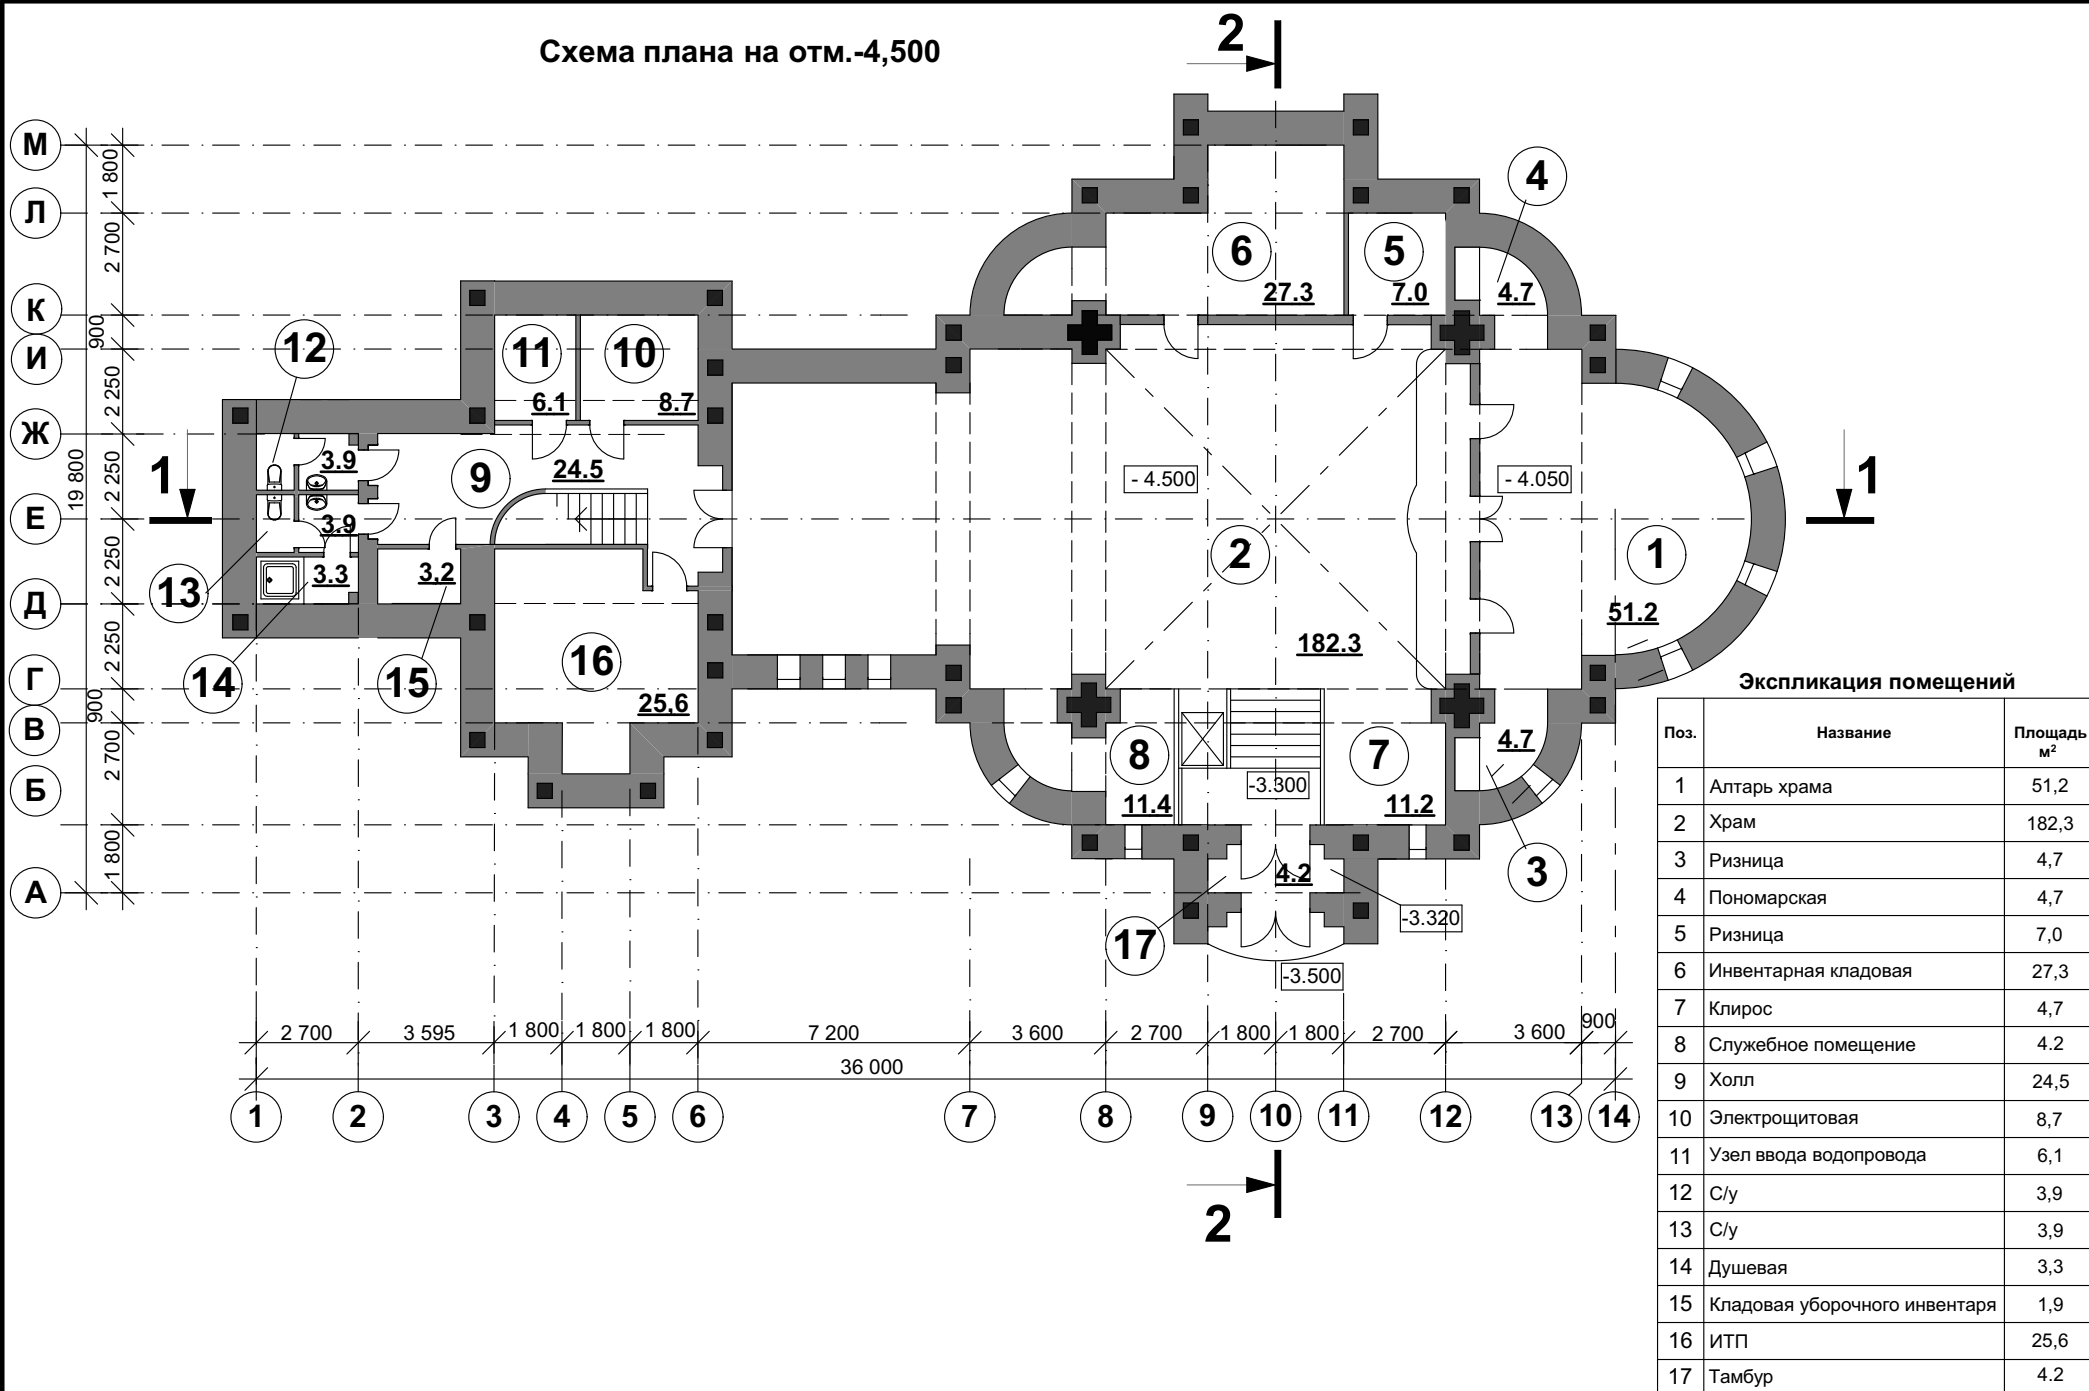 Схема плана на отм.-4,500
2
М
Л
К
И
Ж
Е
Д
Г
В
Б
А
1 800
2 700
900
2 250
2 250
2 250
2 250
900
2 700
1 800
19 800
4
6
5
27.3
7.0
4.7
12
11
10
6.1
8.7
1
3.9
9
24.5
- 4.500
- 4.050
1
3.9
2
1
13
3.3
3,2
51.2
14
15
16
182.3
25,6
8
7
4.7
11.4
-3.300
11.2
4.2
3
17
-3.320
-3.500
2 700
3 595
1 800
1 800
1 800
7 200
3 600
2 700
1 800
1 800
2 700
3 600
900
36 000
1
2
3
4
5
6
7
8
9
10
11
12
13
14
2
Экспликация помещений
Поз. Название Площадь м²
1 Алтарь храма 51,2
2 Храм 182,3
3 Ризница 4,7
4 Пономарская 4,7
5 Ризница 7,0
6 Инвентарная кладовая 27,3
7 Клирос 4,7
8 Служебное помещение 4.2
9 Холл 24,5
10 Электрощитовая 8,7
11 Узел ввода водопровода 6,1
12 С/у 3,9
13 С/у 3,9
14 Душевая 3,3
15 Кладовая уборочного инвентаря 1,9
16 ИТП 25,6
17 Тамбур 4.2